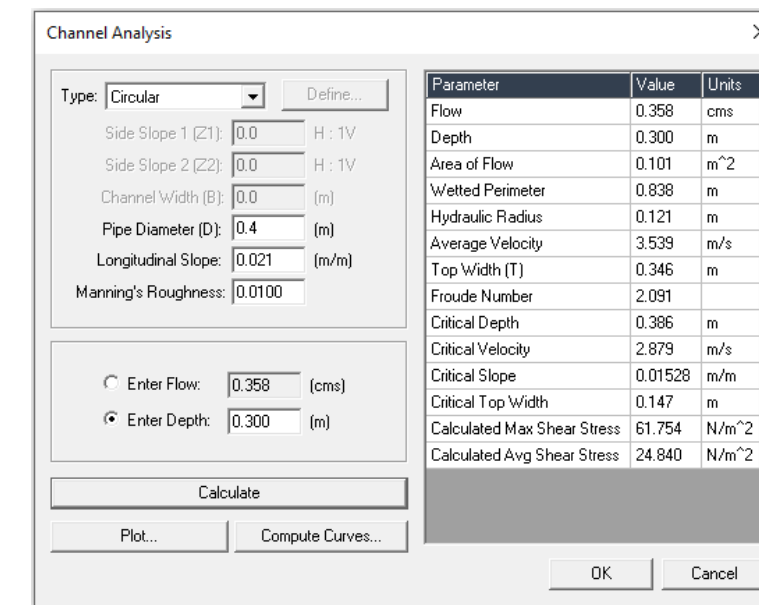 Channel Analysis
Type: Circular Define...
Side Slope 1 (Z1): 0.0 H : 1V
Side Slope 2 (Z2): 0.0 H : 1V
Channel Width (B): 0.0 (m)
Pipe Diameter (D): 0.4 (m)
Longitudinal Slope: 0.021 (m/m)
Manning's Roughness: 0.0100
Enter Flow: 0.358 (cms)
Enter Depth: 0.300 (m)
Calculate
Plot... Compute Curves...
Parameter Value Units
Flow 0.358 cms
Depth 0.300 m
Area of Flow 0.101 m^2
Wetted Perimeter 0.838 m
Hydraulic Radius 0.121 m
Average Velocity 3.539 m/s
Top Width (T) 0.346 m
Froude Number 2.091
Critical Depth 0.386 m
Critical Velocity 2.879 m/s
Critical Slope 0.01528 m/m
Critical Top Width 0.147 m
Calculated Max Shear Stress 61.754 N/m^2
Calculated Avg Shear Stress 24.840 N/m^2
OK Cancel